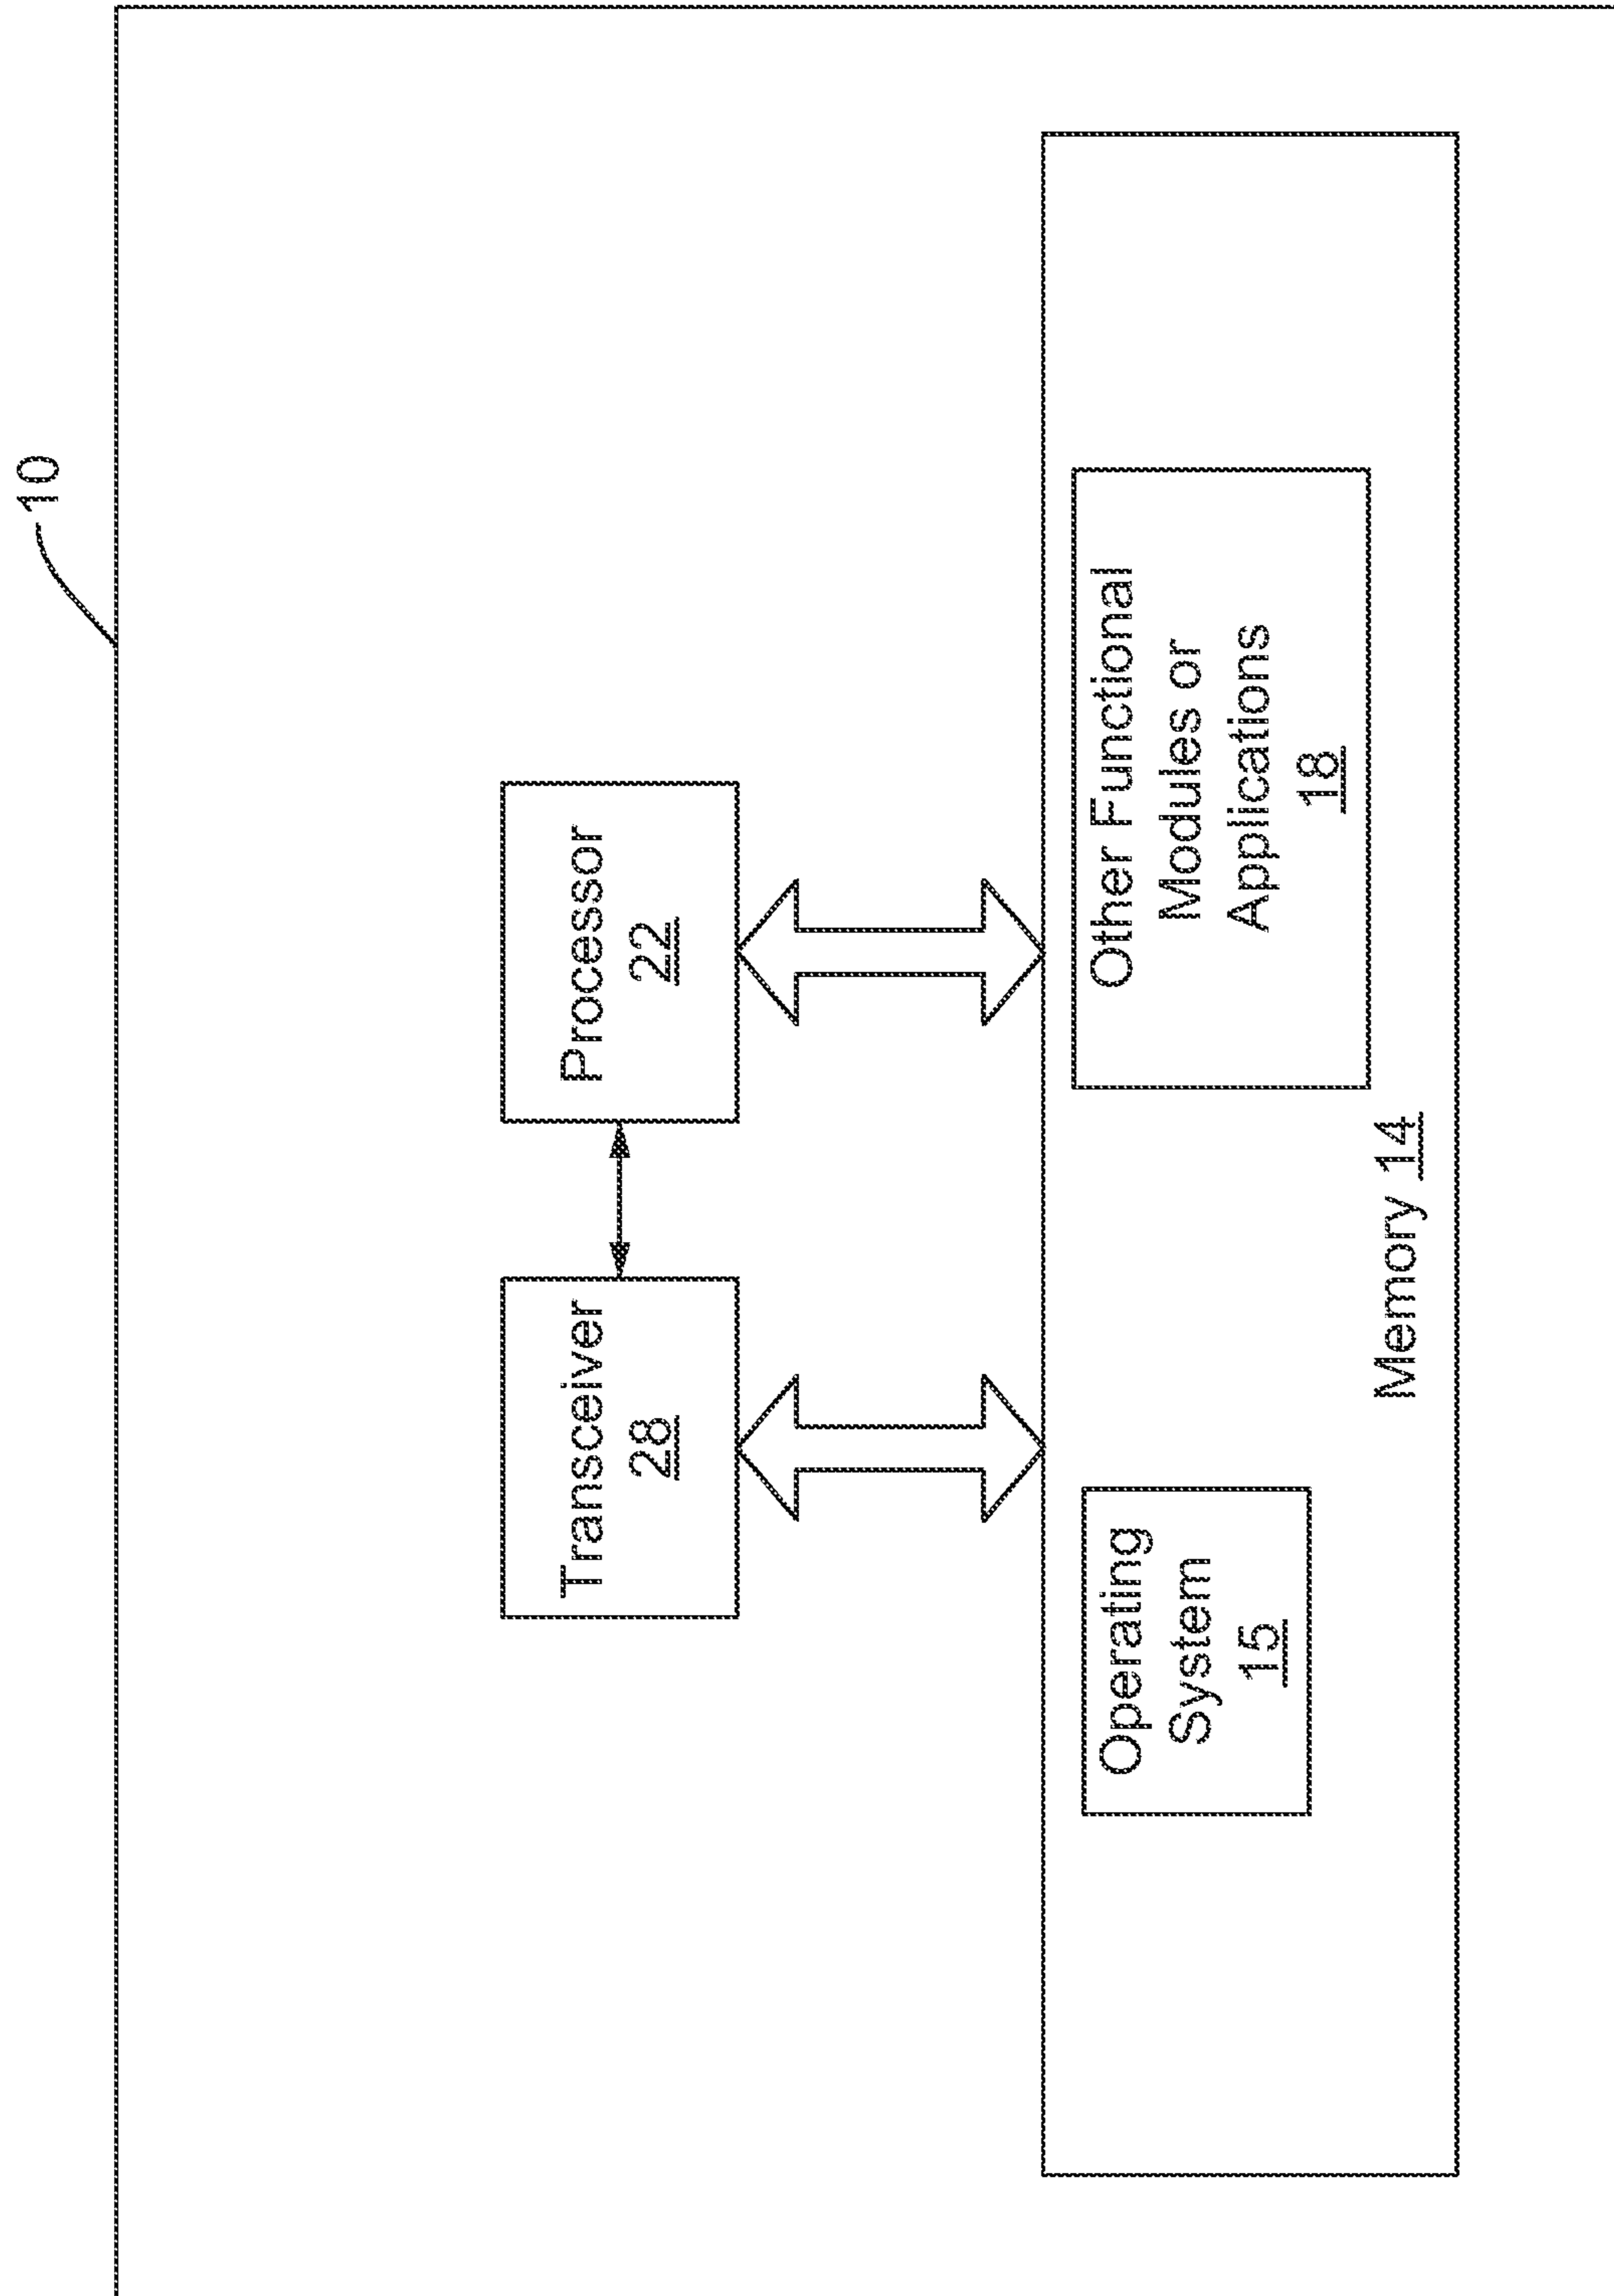 10
Transceiver
28
Processor
22
Operating
System
15
Other Functional
Modules or
Applications
18
Memory 14